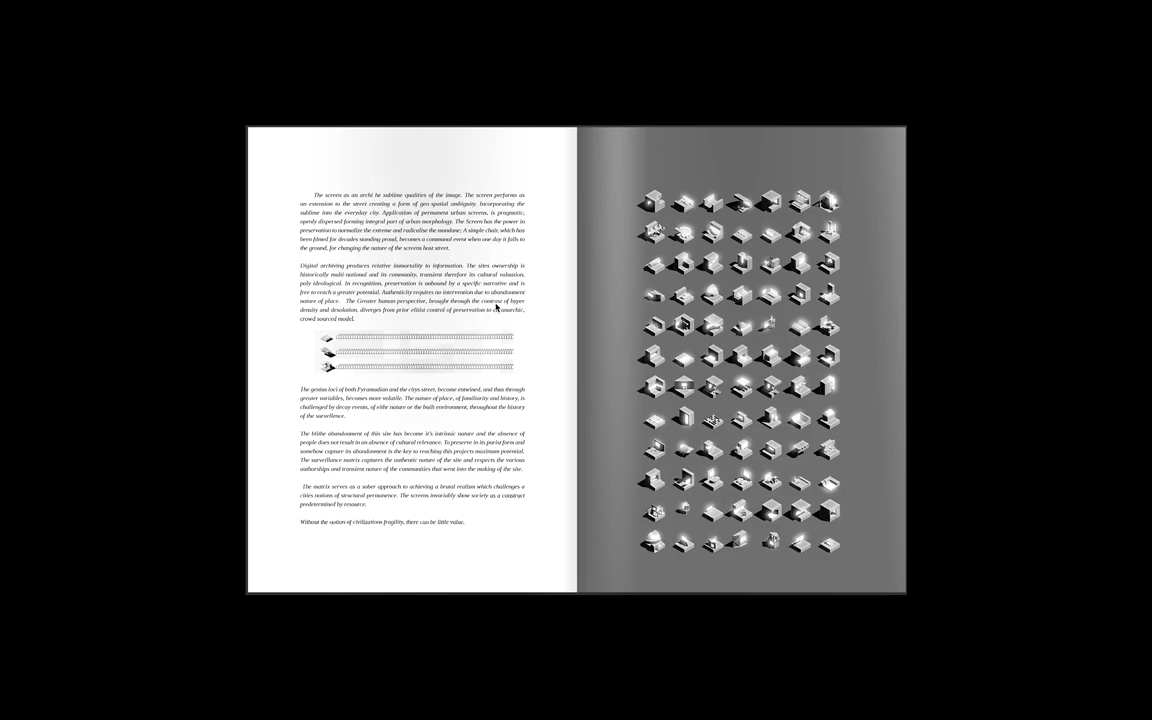 The screen as an archi he sublime qualities of the image. The screen performs as
an extension to the street creating a form of geo-spatial ambiguity. Incorporating the
sublime into the everyday city. Application of permanent urban screens, is pragmatic,
openly dispersed forming integral part of urban morphology. The Screen has the power in
preservation to normalize the extreme and radicalise the mundane; A simple chair, which has
been filmed for decades standing proud, becomes a communal event when one day it falls to
the ground, for changing the nature of the screens host street.
Digital archiving produces relative immortality to information. The sites ownership is
historically multi-national and its community, transient therefore its cultural valuation,
poly ideological. In recognition, preservation is unbound by a specific narrative and is
free to reach a greater potential. Authenticity requires no intervention due to abandonment
nature of place. The Greater human perspective, brought through the contrast of hyper
density and desolation, diverges from prior elitist control of preservation to anarchic,
crowd sourced model.
The genius loci of both Pyramadian and the citys street, become entwined, and thus through
greater variables, becomes more volatile. The nature of place, of familiarity and history, is
challenged by decay events, of eithr nature or the built environment, throughout the history
of the survellence.
The blithe abandonment of this site has become it's intrinsic nature and the absence of
people does not result in an absence of cultural relevance. To preserve in its purist form and
somehow capture its abandonment is the key to reaching this projects maximum potential.
The surveillance matrix captures the authentic nature of the site and respects the various
authorships and transient nature of the communities that went into the making of the site.
The matrix serves as a sober approach to achieving a brutal realism which challenges a
cities notions of structural permanence. The screens invariably show society as a construct
predetermined by resource.
Without the notion of civilizations fragility, there can be little value.